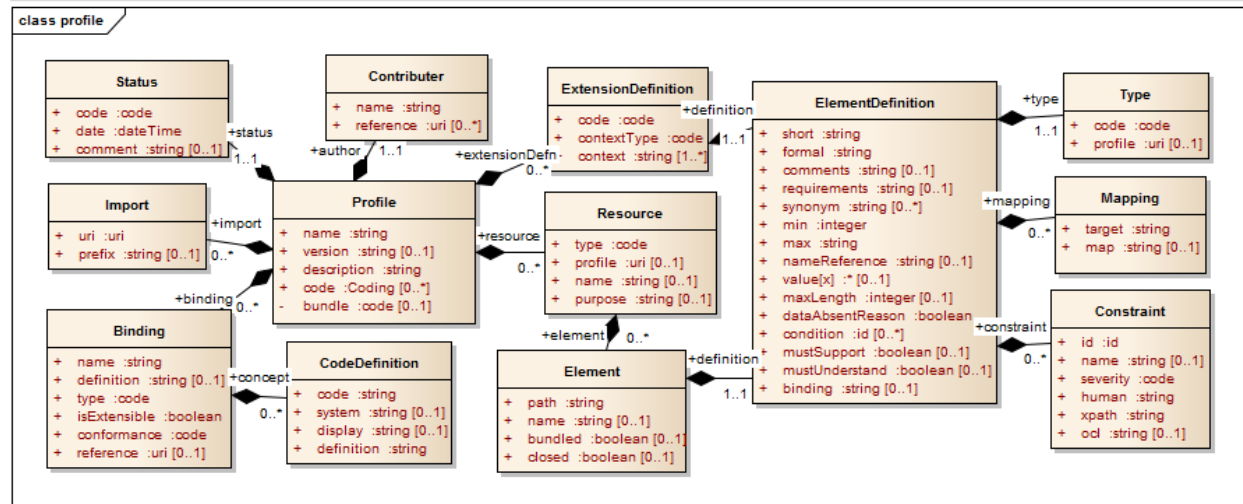 class profile
Status
+ code :code
+ date :dateTime
+ comment :string [0..1]
+status
1..1
Contributer
+ name :string
+ reference :uri [0..*]
+author
1..1
ExtensionDefinition
+ code :code
+ contextType :code
- context :string [1..*]
+extensionDefn
0..*
+definition
1..1
ElementDefinition
+ short :string
+ formal :string
+ comments :string [0..1]
+ requirements :string [0..1]
+ synonym :string [0..*]
+ min :integer
+ max :string
+ nameReference :string [0..1]
+ value[x] :* [0..1]
+ maxLength :integer [0..1]
+ dataAbsentReason :boolean
+ condition :id [0..*]
+ mustSupport :boolean [0..1]
+ mustUnderstand :boolean [0..1]
+ binding :string [0..1]
+type
1..1
Type
+ code :code
+ profile :uri [0..1]
+mapping
0..*
Mapping
+ target :string
+ map :string [0..1]
+constraint
0..*
Constraint
+ id :id
+ name :string [0..1]
+ severity :code
+ human :string
+ xpath :string
+ ocl :string [0..1]
Import
+ uri :uri
+ prefix :string [0..1]
+import
0..*
Profile
+ name :string
+ version :string [0..1]
+ description :string
+ code :Coding [0..*]
- bundle :code [0..1]
+resource
0..*
Resource
+ type :code
+ profile :uri [0..1]
+ name :string [0..1]
+ purpose :string [0..1]
+binding
0..*
Binding
+ name :string
+ definition :string [0..1]
+ type :code
+ isExtensible :boolean
+ conformance :code
+ reference :uri [0..1]
+concept
0..*
CodeDefinition
+ code :string
+ system :string [0..1]
+ display :string [0..1]
+ definition :string
+element
0..*
Element
+ path :string
+ name :string [0..1]
+ bundled :boolean [0..1]
+ closed :boolean [0..1]
+definition
1..1